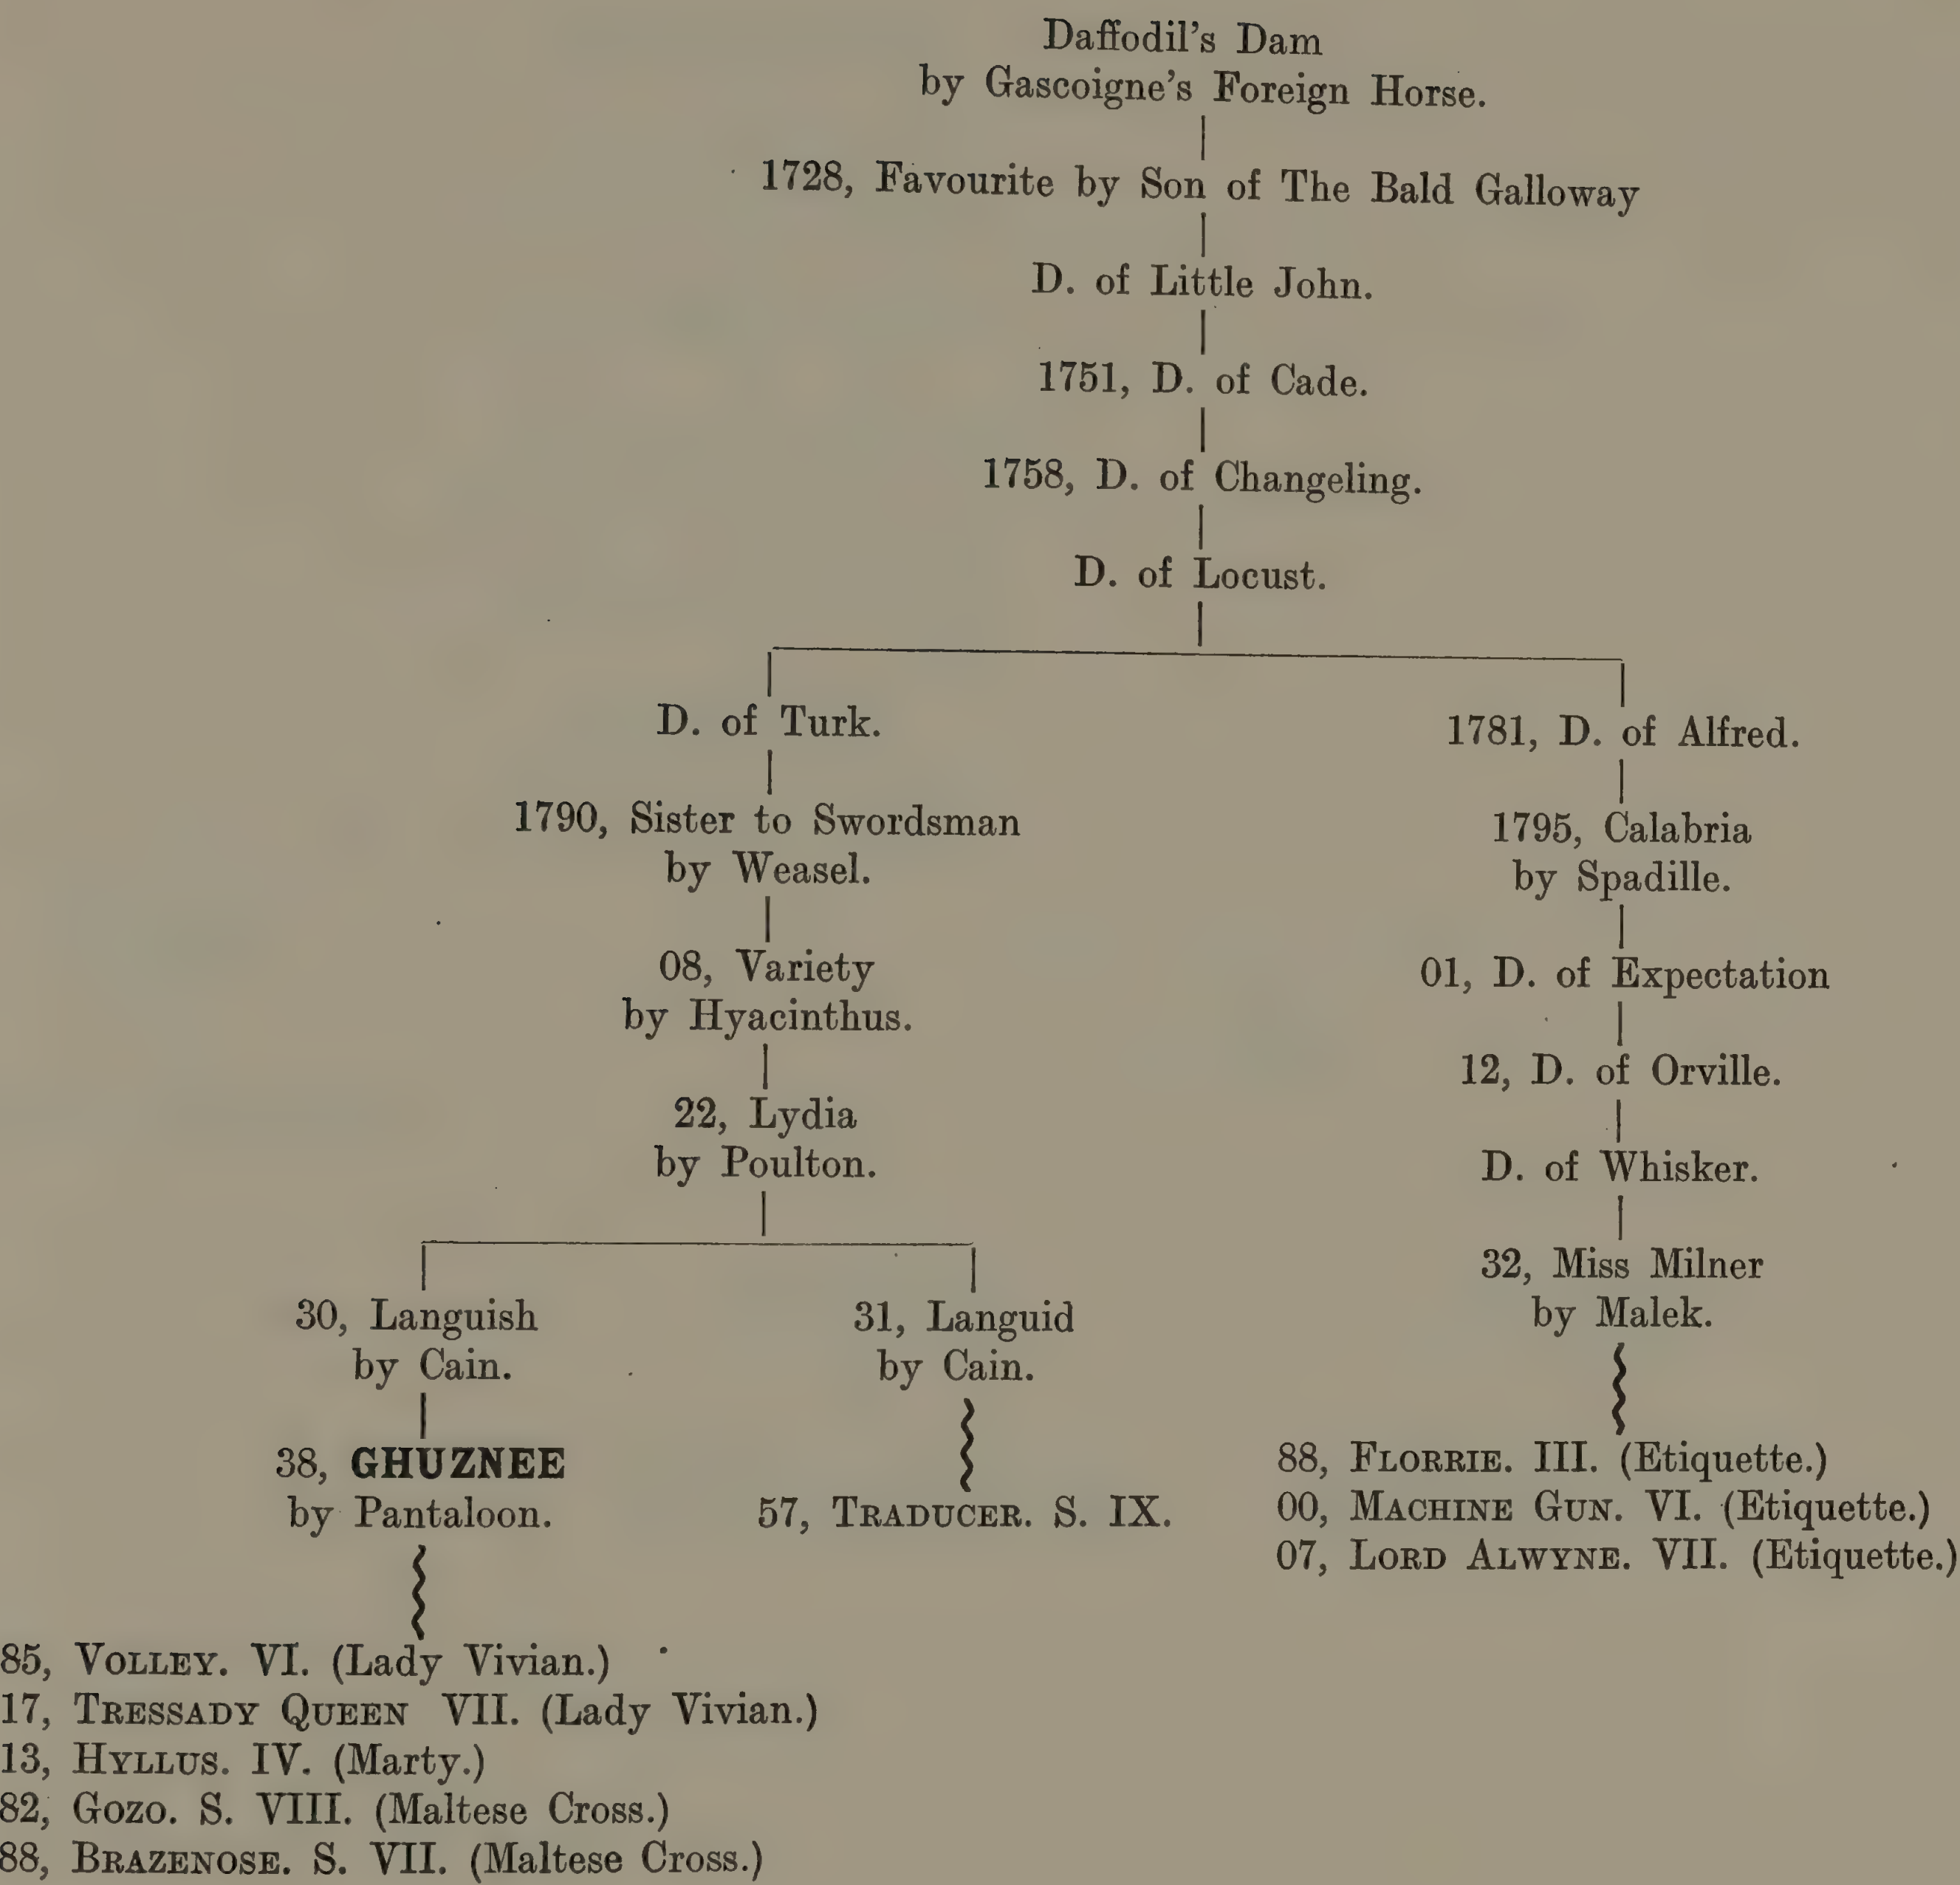 Daffodil's Dam
by Gascoigne's Foreign Horse.
1728, Favourite by Son of The Bald Galloway
D. of Little John.
1751, D. of Cade.
1758, D. of Changeling.
D. of Locust.
D. of Turk.
1790, Sister to Swordsman
by Weasel.
08, Variety
by Hyacinthus.
22, Lydia
by Poulton.
30, Languish
by Cain.
38, GHUZNEE
by Pantaloon.
85, VOLLEY. VI. (Lady Vivian.)
17, TRESSADY QUEEN VII. (Lady Vivian.)
13, HYLLUS. IV. (Marty.)
82, GOZO. S. VIII. (Maltese Cross.)
88, BRAZENOSE. S. VII. (Maltese Cross.)
31, Languid
by Cain.
57, TRADUCER. S. IX.
1781, D. of Alfred.
1795, Calabria
by Spadille.
01, D. of Expectation
12, D. of Orville.
D. of Whisker.
32, Miss Milner
by Malek.
88, FLORRIE. III. (Etiquette.)
00, MACHINE GUN. VI. (Etiquette.)
07, LORD ALWYNE. VII. (Etiquette.)